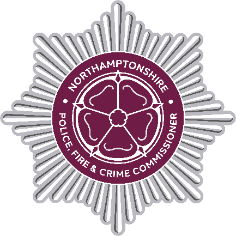 NORTHAMPTONSHIRE
POLICE, FIRE & CRIME COMMISSIONER